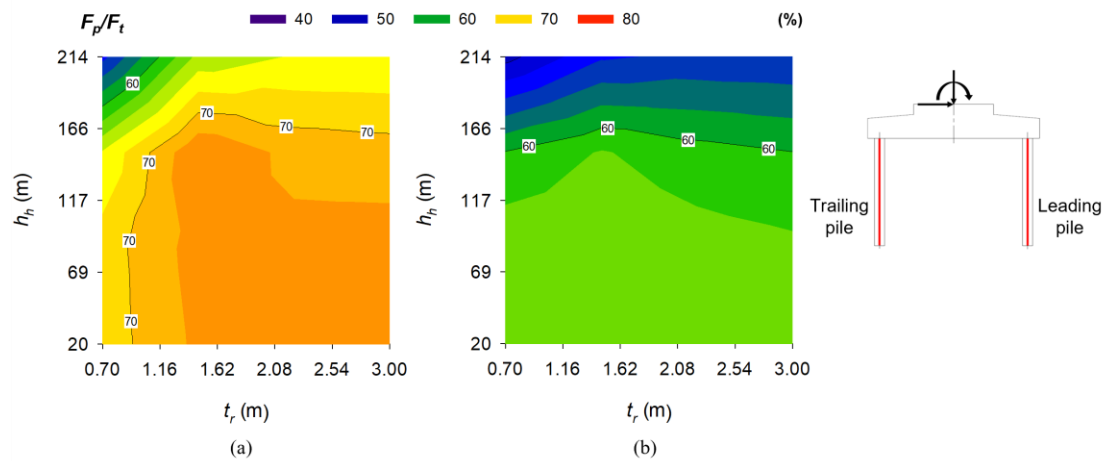 F_p/F_t 40 50 60 70 80 (%)
214
166
117
69
20
h_h (m)
60
70
70
70
70
70
0.70 1.16 1.62 2.08 2.54 3.00
t_r (m)
(a)
214
166
117
69
20
h_h (m)
60
60
60
60
0.70 1.16 1.62 2.08 2.54 3.00
t_r (m)
(b)
Trailing
pile
Leading
pile